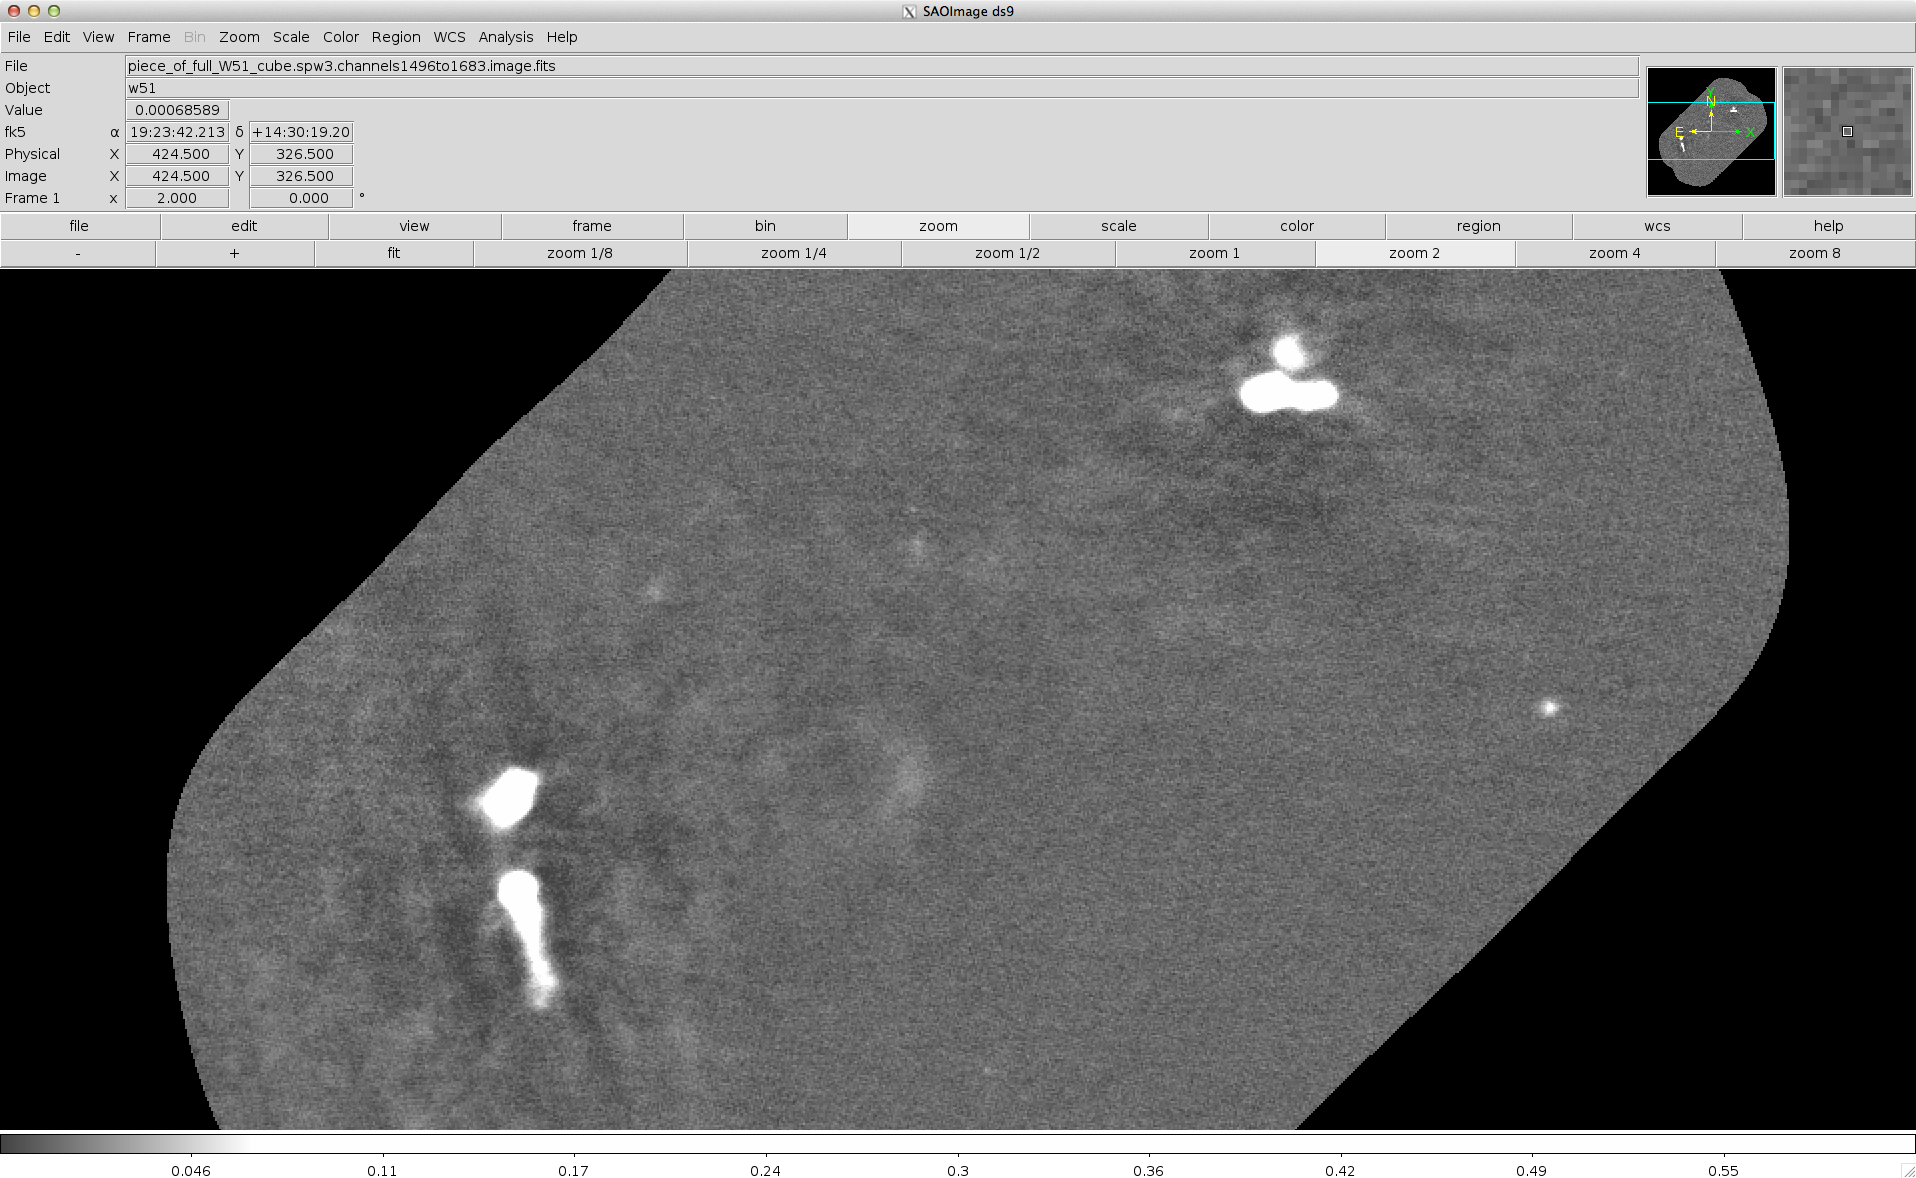 SAOImage ds9
File Edit View Frame Bin Zoom Scale Color Region WCS Analysis Help
File piece_of_full_W51_cube.spw3.channels1496to1683.image.fits
Object w51
Value 0.00068589
fk5 α 19:23:42.213 δ +14:30:19.20
Physical X 424.500 Y 326.500
Image X 424.500 Y 326.500
Frame 1 x 2.000 0.000 °
Y
N
E X
file edit view frame bin zoom scale color region wcs help
- + fit zoom 1/8 zoom 1/4 zoom 1/2 zoom 1 zoom 2 zoom 4 zoom 8
0.046 0.11 0.17 0.24 0.3 0.36 0.42 0.49 0.55